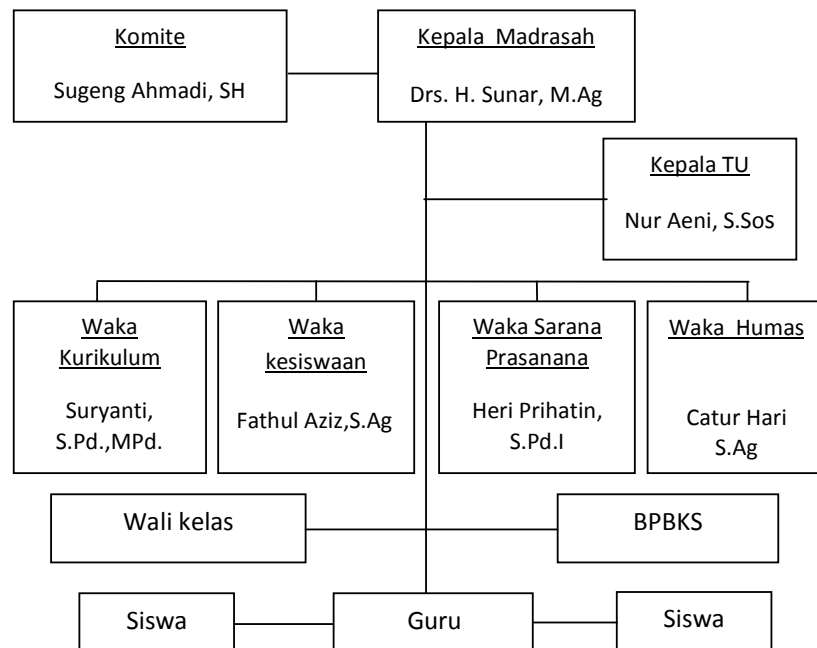 Komite
Sugeng Ahmadi, SH
Kepala Madrasah
Drs. H. Sunar, M.Ag
Kepala TU
Nur Aeni, S.Sos
Waka
Kurikulum
Suryanti,
S.Pd.,MPd.
Waka
kesiswaan
Fathul Aziz,S.Ag
Waka Sarana
Prasanana
Heri Prihatin,
S.Pd.I
Waka Humas
Catur Hari
S.Ag
Wali kelas
BPBKS
Siswa
Guru
Siswa